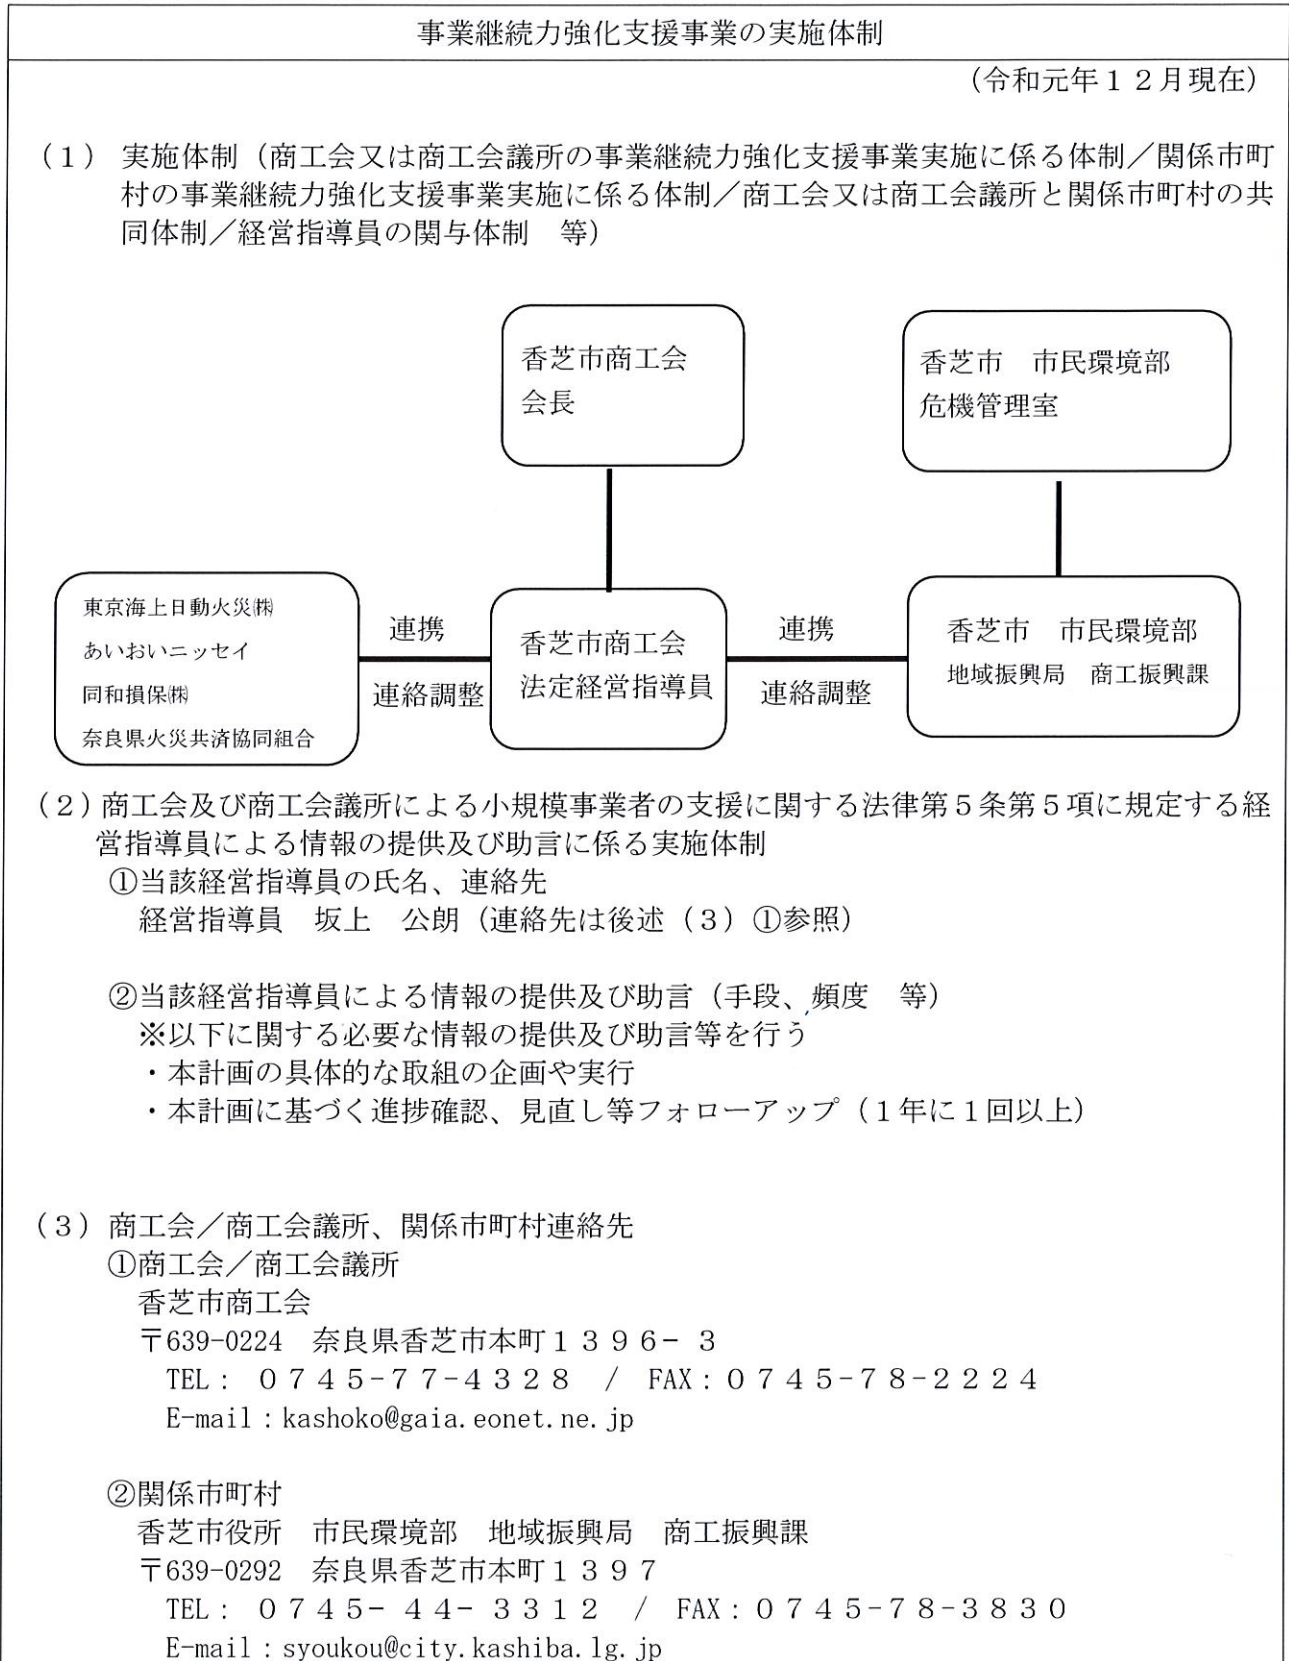 事業継続力強化支援事業の実施体制
（令和元年１２月現在）
（１） 実施体制（商工会又は商工会議所の事業継続力強化支援事業実施に係る体制／関係市町
村の事業継続力強化支援事業実施に係る体制／商工会又は商工会議所と関係市町村の共
同体制／経営指導員の関与体制　等）
香芝市商工会
会長
香芝市　市民環境部
危機管理室
東京海上日動火災㈱
あいおいニッセイ
同和損保㈱
奈良県火災共済協同組合
連携
連絡調整
香芝市商工会
法定経営指導員
連携
連絡調整
香芝市　市民環境部
地域振興局　商工振興課
（２）商工会及び商工会議所による小規模事業者の支援に関する法律第５条第５項に規定する経
営指導員による情報の提供及び助言に係る実施体制
①当該経営指導員の氏名、連絡先
経営指導員　坂上　公朗（連絡先は後述（３）①参照）
②当該経営指導員による情報の提供及び助言（手段、頻度　等）
※以下に関する必要な情報の提供及び助言等を行う
・本計画の具体的な取組の企画や実行
・本計画に基づく進捗確認、見直し等フォローアップ（１年に１回以上）
（３）商工会／商工会議所、関係市町村連絡先
①商工会／商工会議所
香芝市商工会
〒639-0224　奈良県香芝市本町１３９６－３
TEL： ０７４５-７７-４３２８ / FAX：０７４５-７８-２２２４
E-mail：kashoko@gaia.eonet.ne.jp
②関係市町村
香芝市役所　市民環境部　地域振興局　商工振興課
〒639-0292　奈良県香芝市本町１３９７
TEL： ０７４５- ４４- ３３１２ / FAX：０７４５-７８-３８３０
E-mail：syoukou@city.kashiba.lg.jp